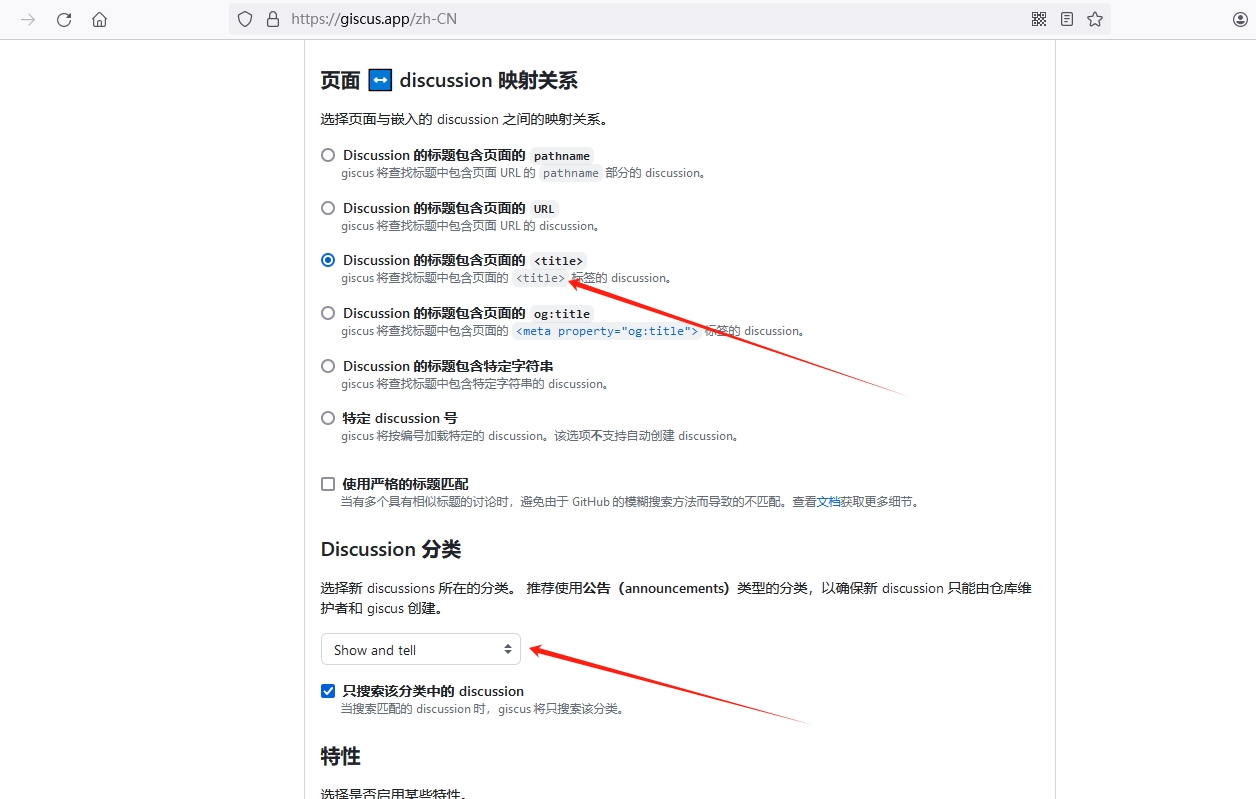 https://giscus.app/zh-CN
页面 ↔ discussion 映射关系
选择页面与嵌入的 discussion 之间的映射关系。
Discussion 的标题包含页面的 pathname
giscus 将查找标题中包含页面 URL 的 pathname 部分的 discussion。
Discussion 的标题包含页面的 URL
giscus 将查找标题中包含页面 URL 的 discussion。
Discussion 的标题包含页面的 <title>
giscus 将查找标题中包含页面的 <title> 标签的 discussion。
Discussion 的标题包含页面的 og:title
giscus 将查找标题中包含页面的 <meta property="og:title"> 标签的 discussion。
Discussion 的标题包含特定字符串
giscus 将查找标题中包含特定字符串的 discussion。
特定 discussion 号
giscus 将按编号加载特定的 discussion。该选项不支持自动创建 discussion。
使用严格的标题匹配
当有多个具有相似标题的讨论时，避免由于 GitHub 的模糊搜索方法而导致的不匹配。查看文档获取更多细节。
Discussion 分类
选择新 discussions 所在的分类。 推荐使用公告（announcements）类型的分类，以确保新 discussion 只能由仓库维
护者和 giscus 创建。
Show and tell
只搜索该分类中的 discussion
当搜索匹配的 discussion 时，giscus 将只搜索该分类。
特性
选择是否启用某些特性。